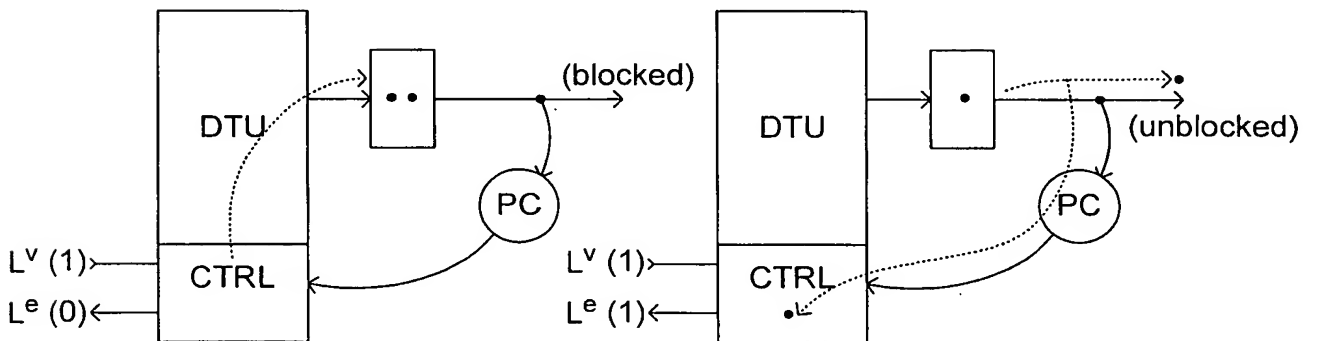 (blocked)
DTU
PC
Lᵛ (1)
CTRL
Lᵉ (0)
DTU
(unblocked)
PC
Lᵛ (1)
CTRL
Lᵉ (1)